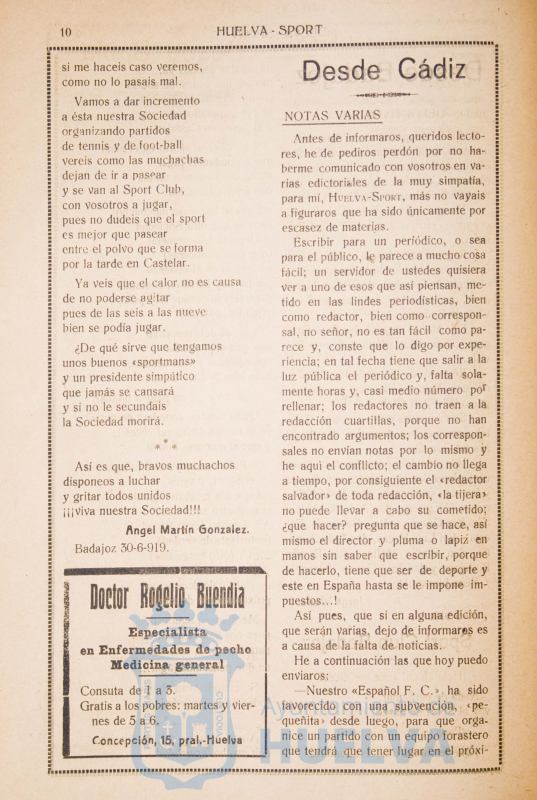 10
HUELVA - SPORT
si me haceis caso veremos,
como no lo pasais mal.
Vamos a dar incremento
a ésta nuestra Sociedad
organizando partidos
de tennis y de foot-ball
vereis como las muchachas
dejan de ir a pasear
y se van al Sport Club,
con vosotros a jugar,
pues no dudeis que el sport
es mejor que pasear
entre el polvo que se forma
por la tarde en Castelar.
Ya veis que el calor no es causa
de no poderse agitar
pues de las seis a las nueve
bien se podía jugar.
¿De qué sirve que tengamos
unos buenos «sportmans»
y un presidente simpático
que jamás se cansará
y si no le secundais
la Sociedad morirá.
* * *
Así es que, bravos muchachos
disponeos a luchar
y gritar todos unidos
¡¡¡viva nuestra Sociedad!!!
Angel Martín Gonzalez.
Badajoz 30-6-919.
Doctor Rogelio Buendia
Especialista
en Enfermedades de pecho
Medicina general
Consuta de 1 a 3.
Gratis a los pobres: martes y vier-
nes de 5 a 6.
Concepción, 15, pral.-Huelva
Desde Cádiz
NOTAS VARIAS
Antes de informaros, queridos lecto-
res, he de pediros perdón por no ha-
berme comunicado con vosotros en va-
rias edictoriales de la muy simpatía,
para mí, HUELVA-SPORT, más no vayais
a figuraros que ha sido únicamente por
escasez de materias.
Escribir para un períódico, o sea
para el público, le parece a mucho cosa
fácil; un servidor de ustedes quisiera
ver a uno de esos que así piensan, me-
tido en las lindes periodísticas, bien
como redactor, bien como correspon-
sal, no señor, no es tan fácil como pa-
rece y, conste que lo digo por expe-
riencia; en tal fecha tiene que salir a la
luz pública el periódico y, falta sola-
mente horas y, casi medio número por
rellenar; los redactores no traen a la
redacción cuartillas, porque no han
encontrado argumentos; los correspon-
sales no envían notas por lo mismo y
he aquì el conflicto; el cambio no llega
a tiempo, por consiguiente el «redactor
salvador» de toda redacción, «la tijera»
no puede llevar a cabo su cometido;
¿que hacer? pregunta que se hace, así
mismo el director y pluma o lapiz en
manos sin saber que escribir, porque
de hacerlo, tiene que ser de deporte y
este en España hasta se le impone im-
puestos...!
Así pues, que si en alguna edición,
que serán varias, dejo de informaros es
a causa de la falta de noticias.
He a continuación las que hoy puedo
enviaros:
—Nuestro «Español F. C.» ha sido
favorecido con una subvención, «pe-
queñita» desde luego, para que orga-
nice un partido con un equipo forastero
que tendrá que tener lugar en el próxi-
Ayuntamiento de
HUELVA